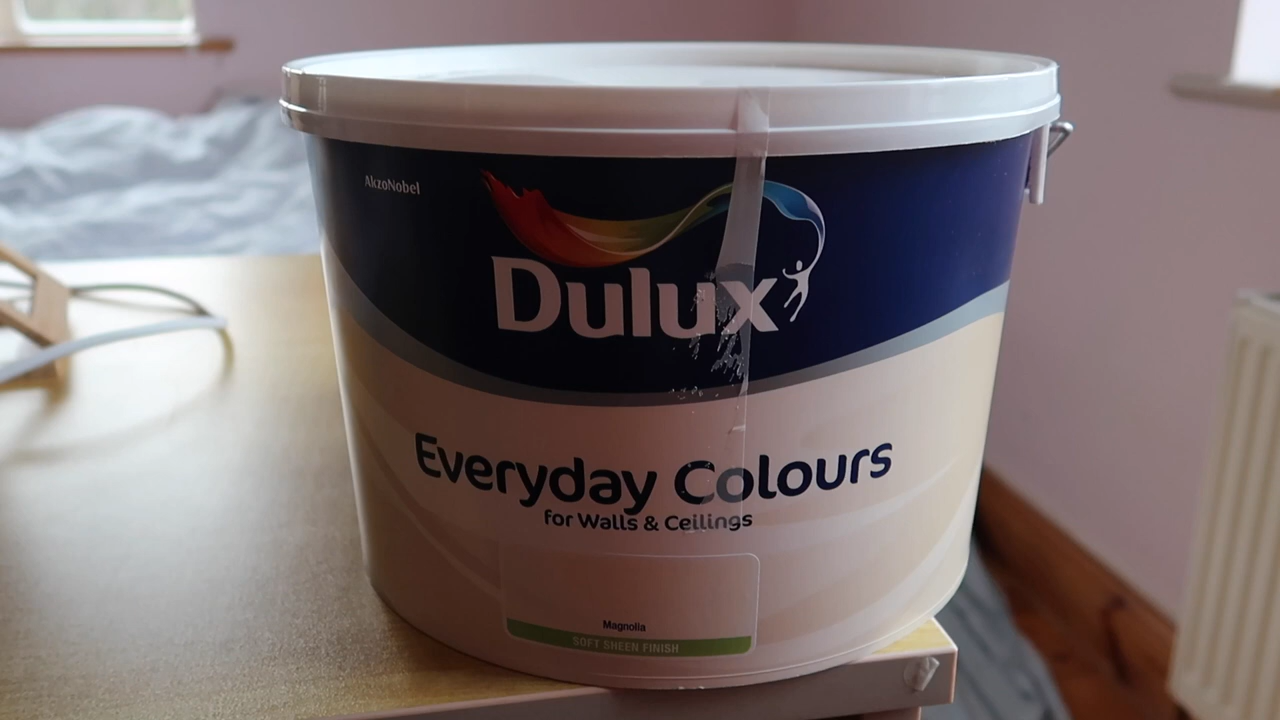 AkzoNobel
Dulux
Everyday Colours
for Walls & Ceilings
Magnolia
SOFT SHEEN FINISH